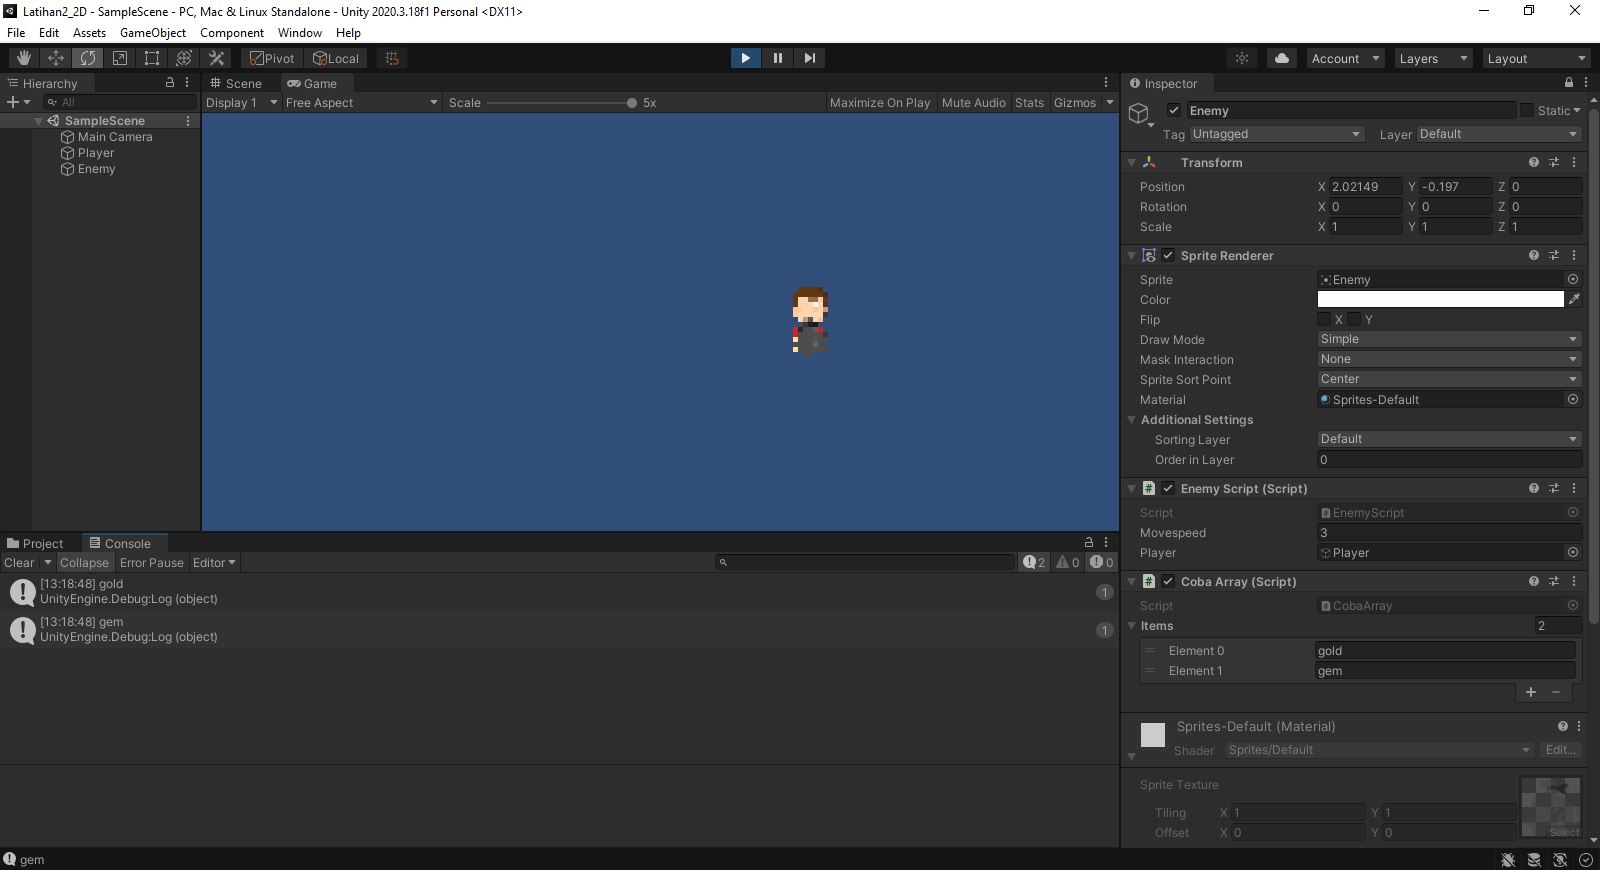 Latihan2_2D - SampleScene - PC, Mac & Linux Standalone - Unity 2020.3.18f1 Personal <DX11>
File Edit Assets GameObject Component Window Help
Pivot Local Account Layers Layout
Hierarchy
All
SampleScene
Main Camera
Player
Enemy
Scene Game
Display 1 Free Aspect Scale 5x Maximize On Play Mute Audio Stats Gizmos
Project Console
Clear Collapse Error Pause Editor 2 0 0
[13:18:48] gold
UnityEngine.Debug:Log (object)
1
[13:18:48] gem
UnityEngine.Debug:Log (object)
1
Inspector
Enemy Static
Tag Untagged Layer Default
Transform
Position X 2.02149 Y -0.197 Z 0
Rotation X 0 Y 0 Z 0
Scale X 1 Y 1 Z 1
Sprite Renderer
Sprite Enemy
Color
Flip X Y
Draw Mode Simple
Mask Interaction None
Sprite Sort Point Center
Material Sprites-Default
Additional Settings
Sorting Layer Default
Order in Layer 0
Enemy Script (Script)
Script EnemyScript
Movespeed 3
Player Player
Coba Array (Script)
Script CobaArray
Items 2
Element 0 gold
Element 1 gem
Sprites-Default (Material)
Shader Sprites/Default Edit...
Sprite Texture
Tiling X 1 Y 1
Offset X 0 Y 0
Select
gem